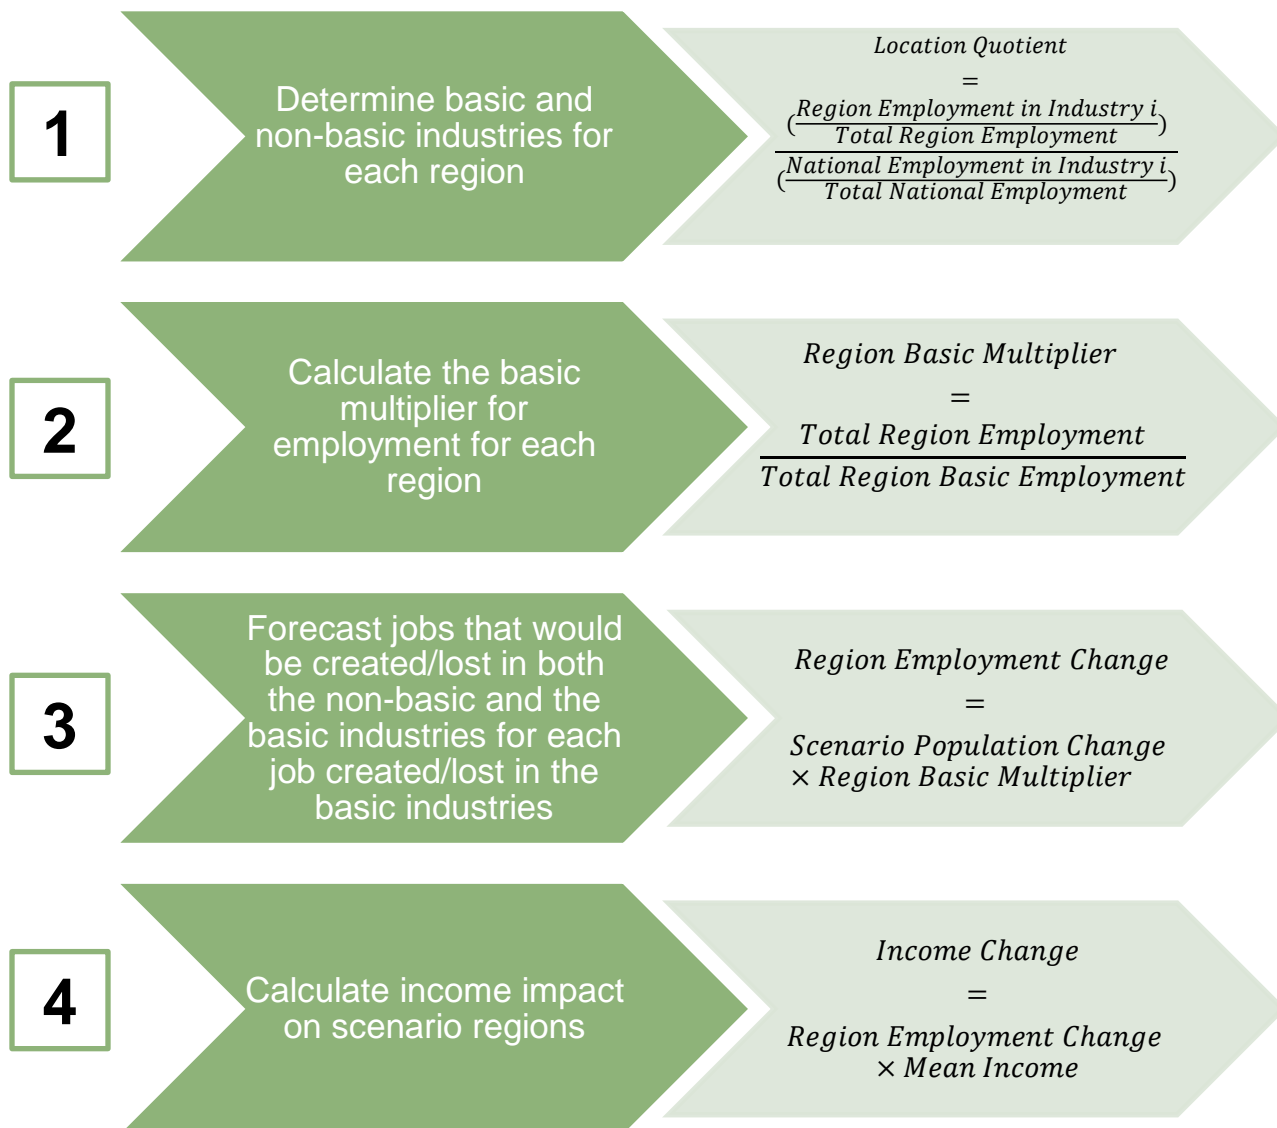 1
Determine basic and
non-basic industries for
each region
Location Quotient
=
(Region Employment in Industry i
Total Region Employment)
(National Employment in Industry i
Total National Employment)
2
Calculate the basic
multiplier for
employment for each
region
Region Basic Multiplier
=
Total Region Employment
Total Region Basic Employment
3
Forecast jobs that would
be created/lost in both
the non-basic and the
basic industries for each
job created/lost in the
basic industries
Region Employment Change
=
Scenario Population Change
× Region Basic Multiplier
4
Calculate income impact
on scenario regions
Income Change
=
Region Employment Change
× Mean Income